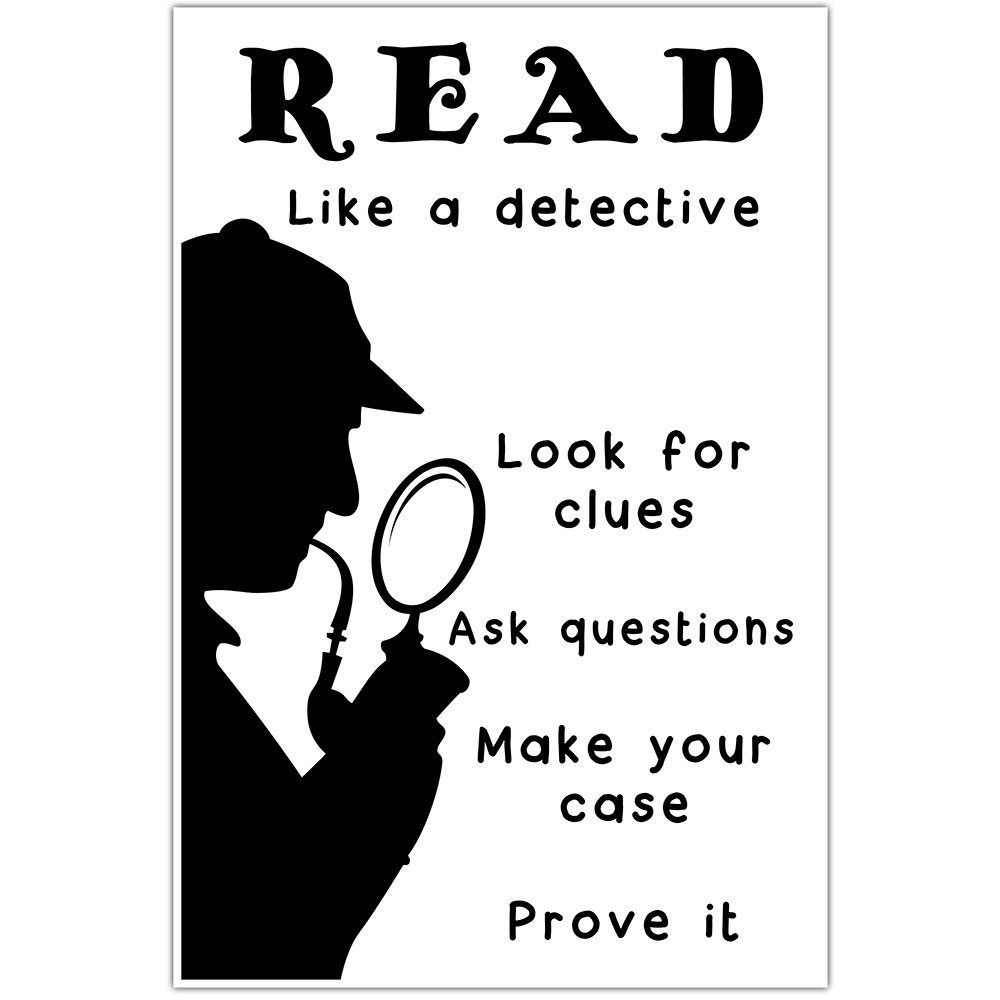 READ
Like a detective
Look for
clues
Ask questions
Make your
case
Prove it